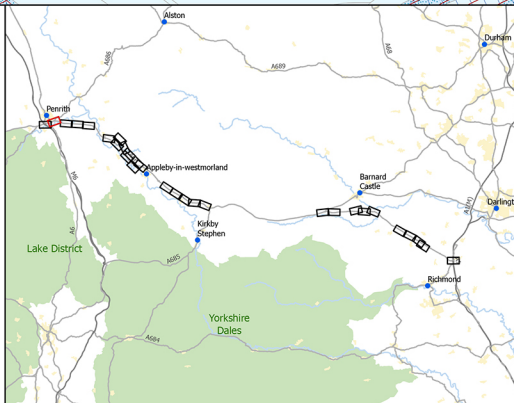 Alston
Durham
A68
A686
A689
Penrith
Appleby-in-westmorland
M6
Barnard
Castle
A1(M)
Darlingt
A6
Kirkby
Stephen
Lake District
A685
Richmond
Yorkshire
Dales
A684